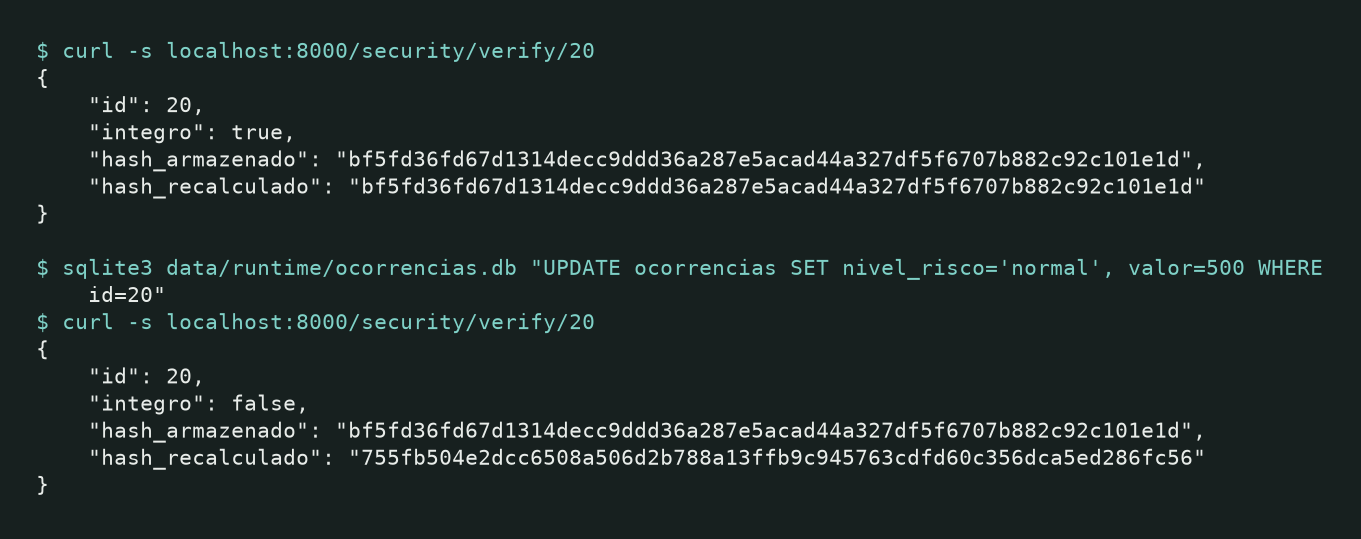 $ curl -s localhost:8000/security/verify/20
{
    "id": 20,
    "integro": true,
    "hash_armazenado": "bf5fd36fd67d1314decc9ddd36a287e5acad44a327df5f6707b882c92c101e1d",
    "hash_recalculado": "bf5fd36fd67d1314decc9ddd36a287e5acad44a327df5f6707b882c92c101e1d"
}

$ sqlite3 data/runtime/ocorrencias.db "UPDATE ocorrencias SET nivel_risco='normal', valor=500 WHERE
    id=20"
$ curl -s localhost:8000/security/verify/20
{
    "id": 20,
    "integro": false,
    "hash_armazenado": "bf5fd36fd67d1314decc9ddd36a287e5acad44a327df5f6707b882c92c101e1d",
    "hash_recalculado": "755fb504e2dcc6508a506d2b788a13ffb9c945763cdfd60c356dca5ed286fc56"
}